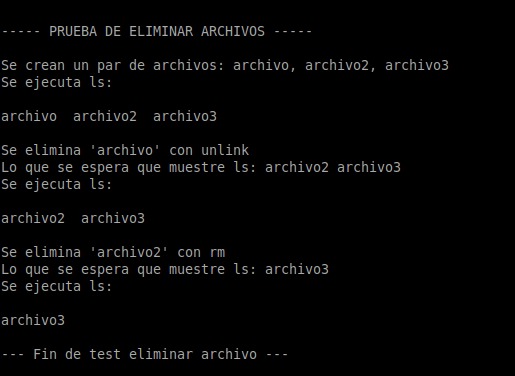 ----- PRUEBA DE ELIMINAR ARCHIVOS -----
Se crean un par de archivos: archivo, archivo2, archivo3
Se ejecuta ls:
archivo  archivo2  archivo3
Se elimina 'archivo' con unlink
Lo que se espera que muestre ls: archivo2 archivo3
Se ejecuta ls:
archivo2  archivo3
Se elimina 'archivo2' con rm
Lo que se espera que muestre ls: archivo3
Se ejecuta ls:
archivo3
--- Fin de test eliminar archivo ---